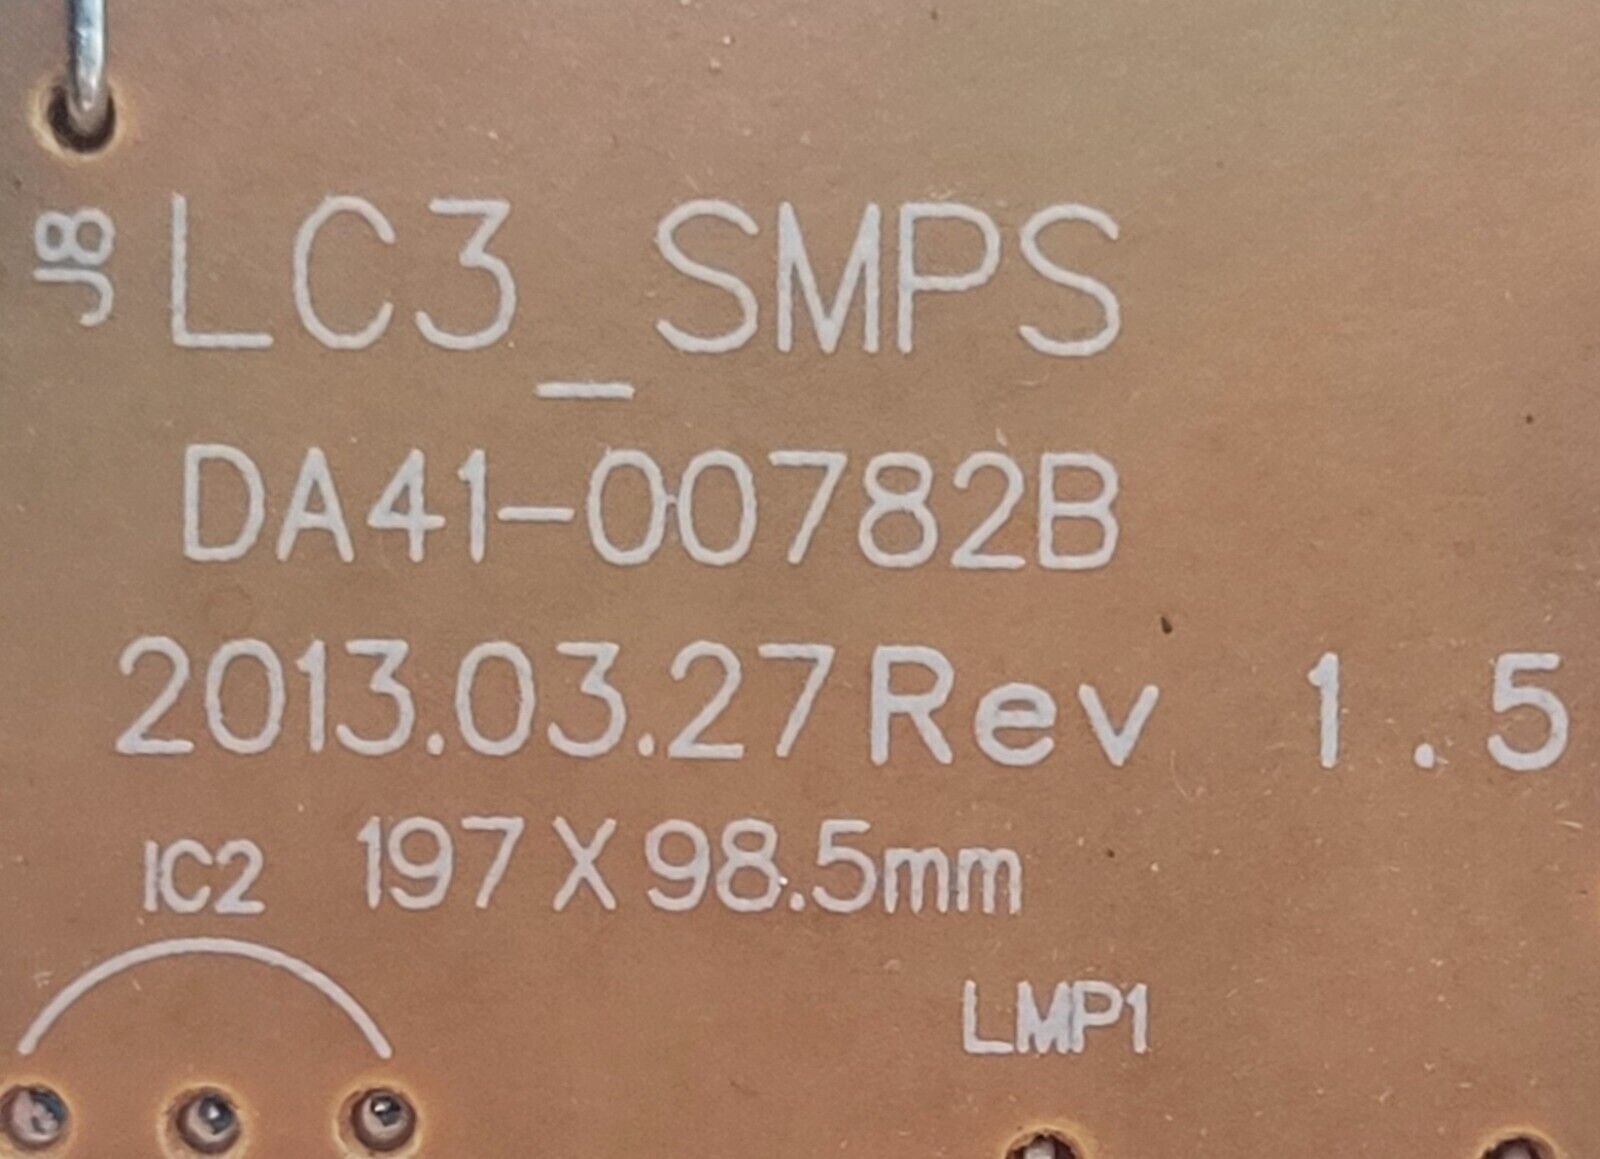 J8
LC3_SMPS
DA41-00782B
2013.03.27 Rev 1.5
IC2
197 X 98.5mm
LMP1